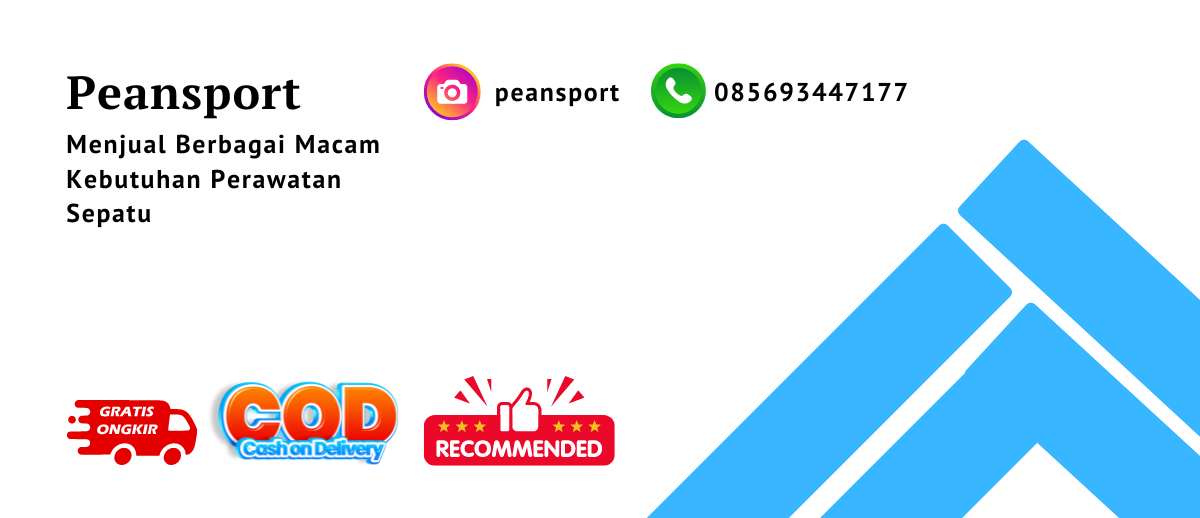 Peansport
Menjual Berbagai Macam
Kebutuhan Perawatan
Sepatu
peansport
085693447177
GRATIS
ONGKIR
COD
Cash on Delivery
RECOMMENDED